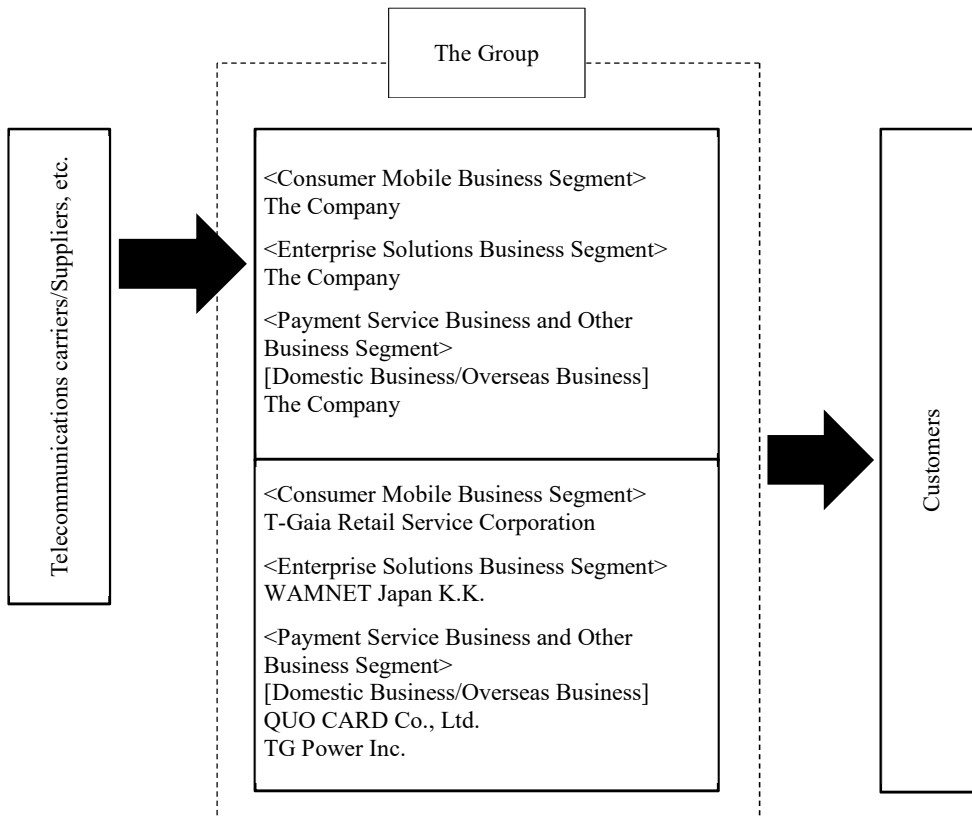 The Group
Telecommunications carriers/Suppliers, etc.
<Consumer Mobile Business Segment>
The Company
<Enterprise Solutions Business Segment>
The Company
<Payment Service Business and Other
Business Segment>
[Domestic Business/Overseas Business]
The Company
<Consumer Mobile Business Segment>
T-Gaia Retail Service Corporation
<Enterprise Solutions Business Segment>
WAMNET Japan K.K.
<Payment Service Business and Other
Business Segment>
[Domestic Business/Overseas Business]
QUO CARD Co., Ltd.
TG Power Inc.
Customers